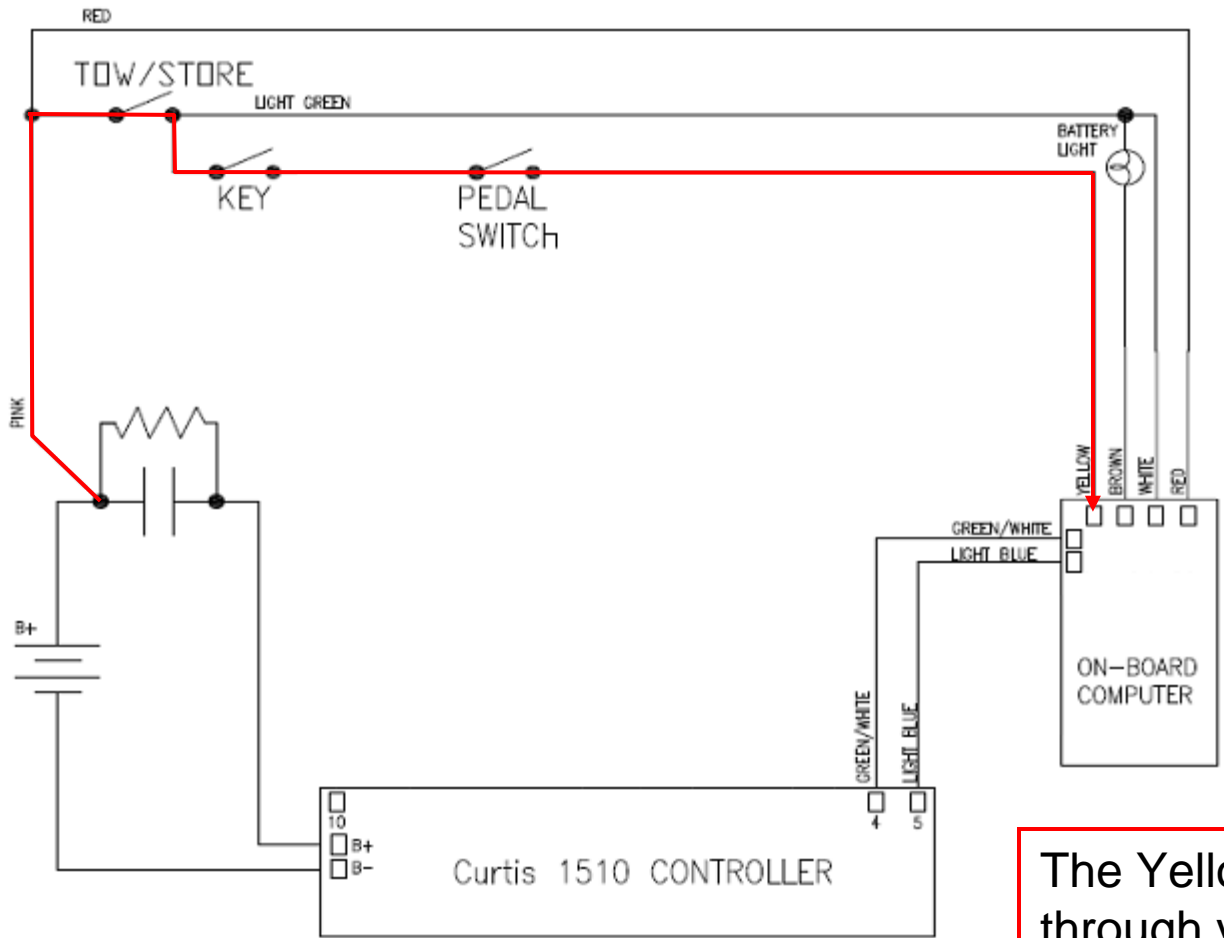 RED
TOW/STORE
LIGHT GREEN
BATTERY
LIGHT
KEY
PEDAL
SWITCh
PINK
YELLOW
BROWN
WHITE
RED
GREEN/WHITE
LIGHT BLUE
B+
ON-BOARD
COMPUTER
GREEN/WHITE
LIGHT BLUE
10
4
5
B+
B-
Curtis 1510 CONTROLLER
The
through